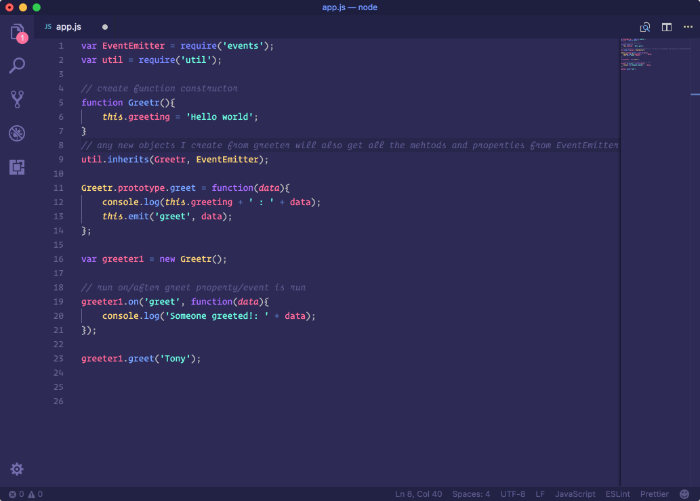 app.js — node
JS app.js
1
1 var EventEmitter = require('events');
2 var util = require('util');
3
4 // create function constructor
5 function Greetr(){
6 this.greeting = 'Hello world';
7 }
8 // any new objects I create from greeter will also get all the mehtods and properties from EventEmitter
9 util.inherits(Greetr, EventEmitter);
10
11 Greetr.prototype.greet = function(data){
12 console.log(this.greeting + ' : ' + data);
13 this.emit('greet', data);
14 };
15
16 var greeter1 = new Greetr();
17
18 // run on/after greet property/event is run
19 greeter1.on('greet', function(data){
20 console.log('Someone greeted!: ' + data);
21 });
22
23 greeter1.greet('Tony');
24
25
26
0 0 Ln 8, Col 40 Spaces: 4 UTF-8 LF JavaScript ESLint Prettier